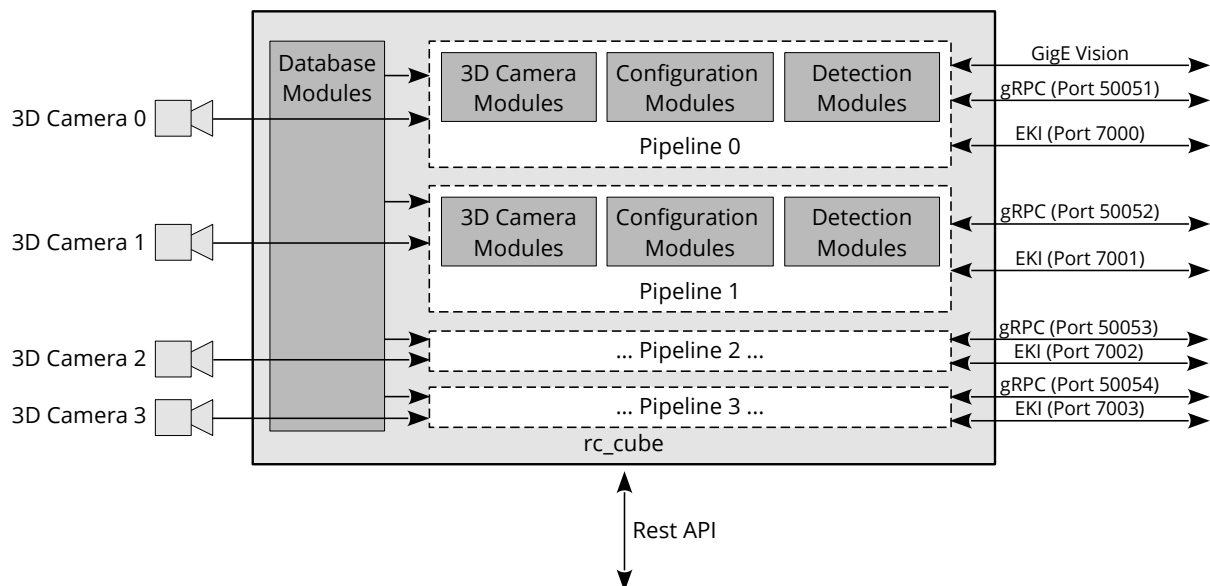 Database
Modules
3D Camera
Modules
Configuration
Modules
Detection
Modules
Pipeline 0
GigE Vision
gRPC (Port 50051)
EKI (Port 7000)
3D Camera 0
3D Camera
Modules
Configuration
Modules
Detection
Modules
Pipeline 1
gRPC (Port 50052)
EKI (Port 7001)
3D Camera 1
... Pipeline 2 ...
gRPC (Port 50053)
EKI (Port 7002)
3D Camera 2
... Pipeline 3 ...
gRPC (Port 50054)
EKI (Port 7003)
3D Camera 3
rc_cube
Rest API